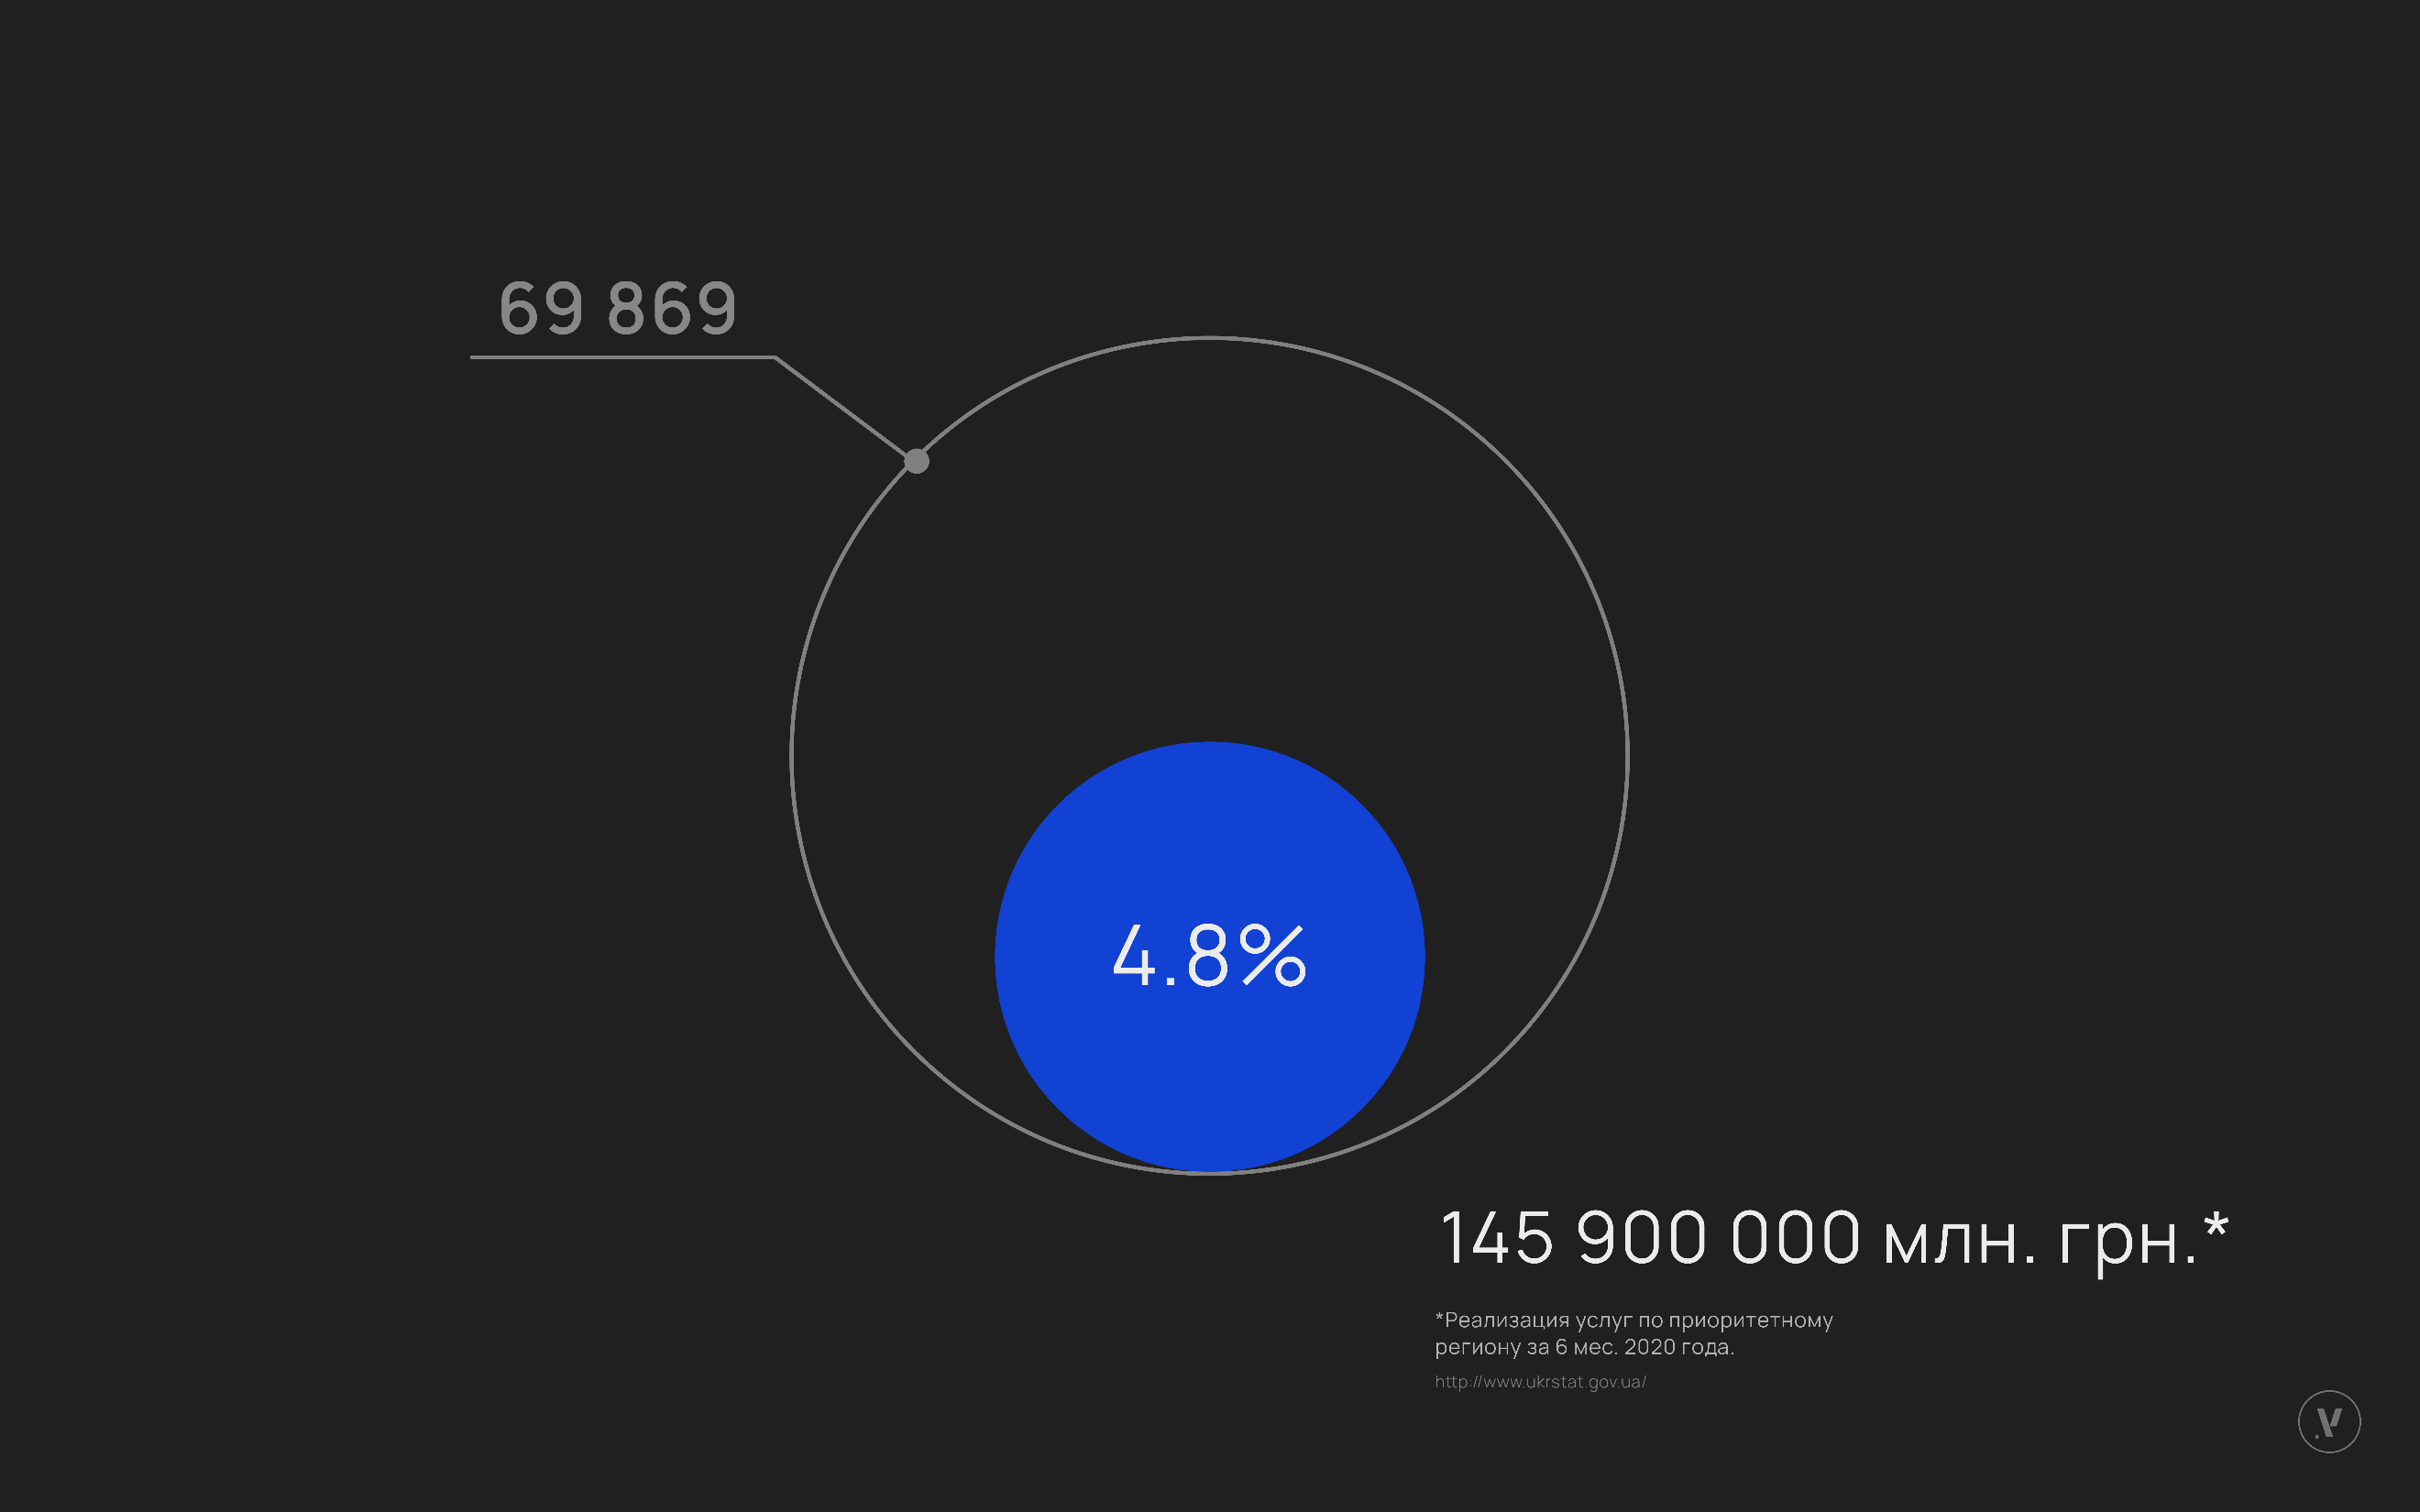 69 869
4.8%
145 900 000 млн. грн.*
*Реализация услуг по приоритетному
региону за 6 мес. 2020 года.
http://www.ukrstat.gov.ua/
.V